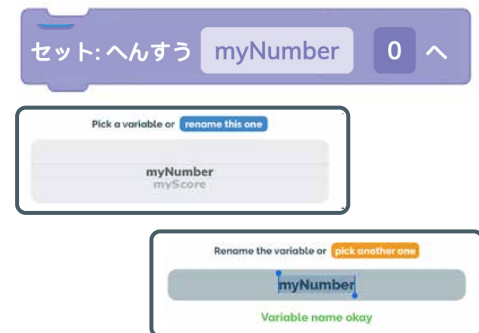 セット: へんすう myNumber 0 へ
Pick a variable or rename this one
myNumber
myScore
Rename the variable or pick another one
myNumber
Variable name okay